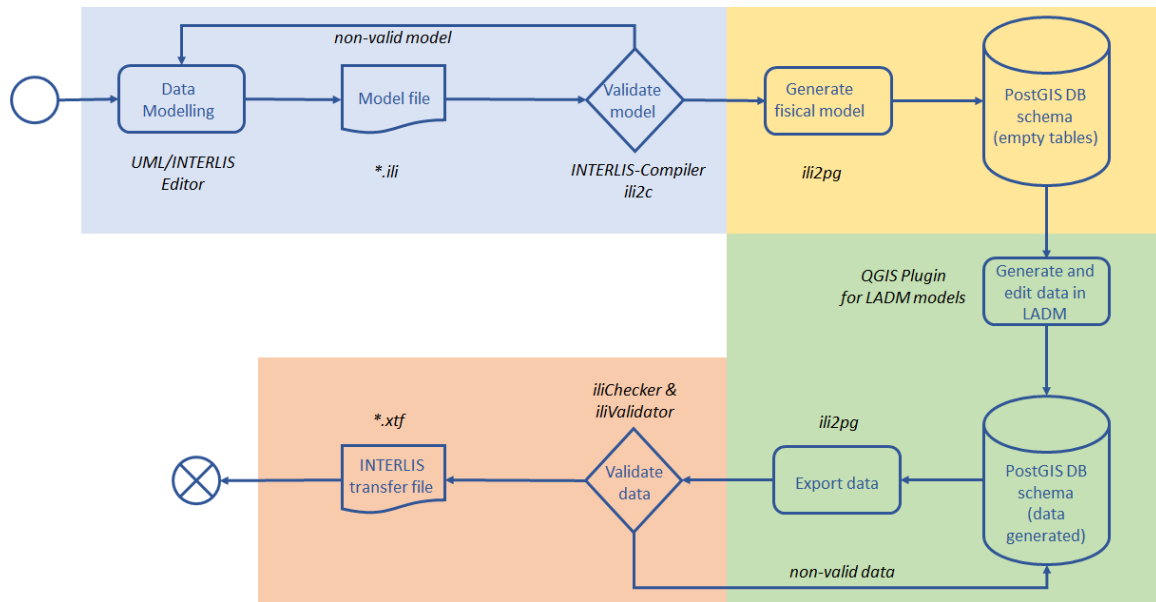 non-valid model
Data
Modelling
Model file
Validate
model
Generate
fisical model
PostGIS DB
schema
(empty tables)
UML/INTERLIS
Editor
*.ili
INTERLIS-Compiler
ili2c
ili2pg
QGIS Plugin
for LADM models
Generate and
edit data in
LADM
iliChecker &
iliValidator
*.xtf
ili2pg
INTERLIS
transfer file
Validate
data
Export data
PostGIS DB
schema
(data
generated)
non-valid data